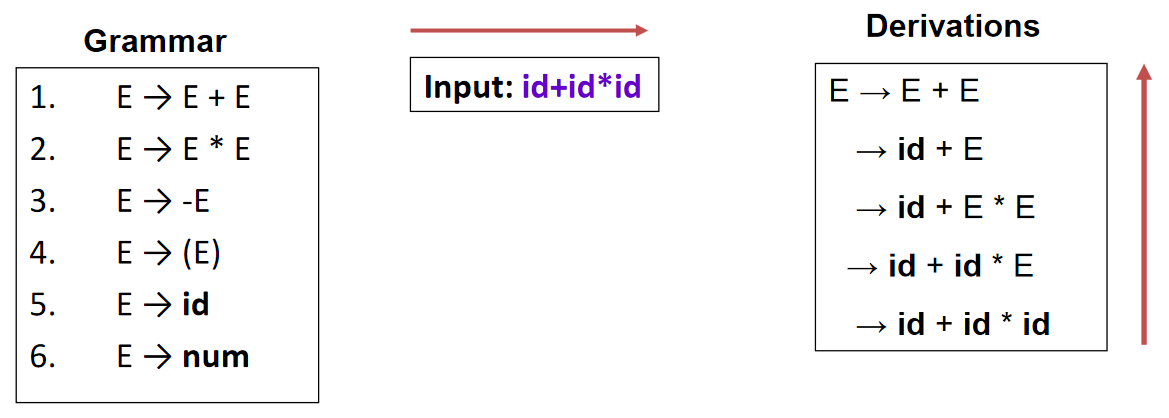 Grammar
1. E → E + E
2. E → E * E
3. E → -E
4. E → (E)
5. E → id
6. E → num
Input: id+id*id
Derivations
E → E + E
→ id + E
→ id + E * E
→ id + id * E
→ id + id * id